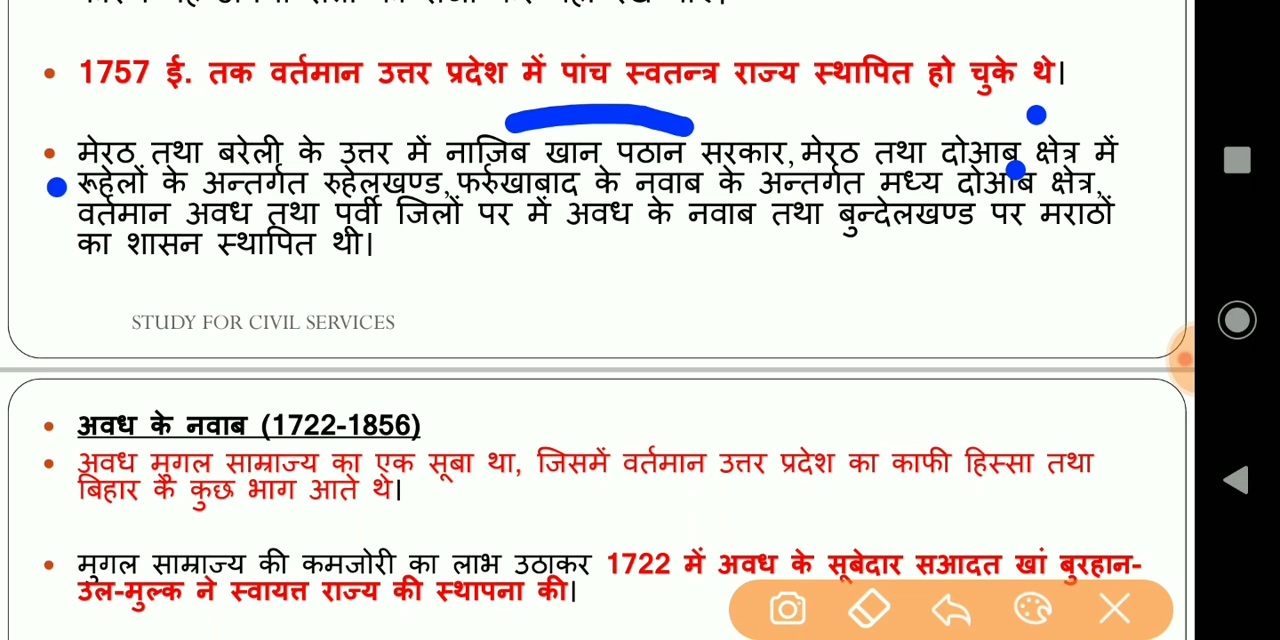 1757 ई. तक वर्तमान उत्तर प्रदेश में पांच स्वतन्त्र राज्य स्थापित हो चुके थे|
मेरठ तथा बरेली के उत्तर में नाजिब खान पठान सरकार, मेरठ तथा दोआब क्षेत्र में
रूहेलों के अन्तर्गत रुहेलखण्ड, फर्रुखाबाद के नवाब के अन्तर्गत मध्य दोआब क्षेत्र,
वर्तमान अवध तथा पूर्वी जिलों पर में अवध के नवाब तथा बुन्देलखण्ड पर मराठों
का शासन स्थापित थी|
STUDY FOR CIVIL SERVICES
अवध के नवाब (1722-1856)
अवध मुगल साम्राज्य का एक सूबा था, जिसमें वर्तमान उत्तर प्रदेश का काफी हिस्सा तथा
बिहार के कुछ भाग आते थे|
मुगल साम्राज्य की कमजोरी का लाभ उठाकर 1722 में अवध के सूबेदार सआदत खां बुरहान-
उल-मुल्क ने स्वायत्त राज्य की स्थापना की|